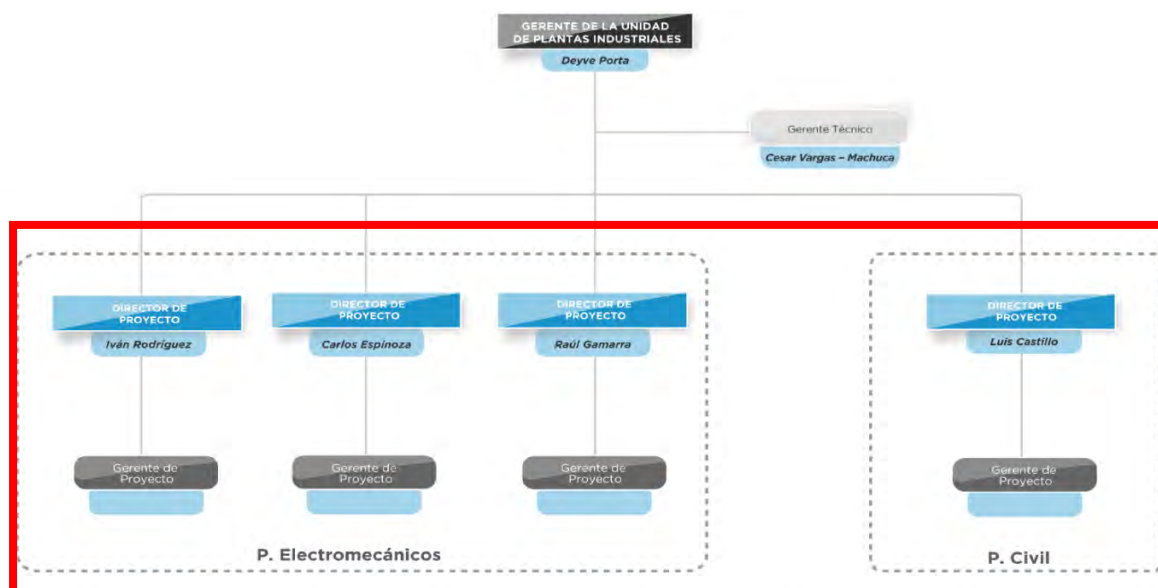 GERENTE DE LA UNIDAD
DE PLANTAS INDUSTRIALES
Deyve Porta
Gerente Técnico
Cesar Vargas – Machuca
DIRECTOR DE
PROYECTO
Iván Rodríguez
DIRECTOR DE
PROYECTO
Carlos Espinoza
DIRECTOR DE
PROYECTO
Raúl Gamarra
DIRECTOR DE
PROYECTO
Luís Castillo
Gerente de
Proyecto
Gerente de
Proyecto
Gerente de
Proyecto
Gerente de
Proyecto
P. Electromecánicos
P. Civil